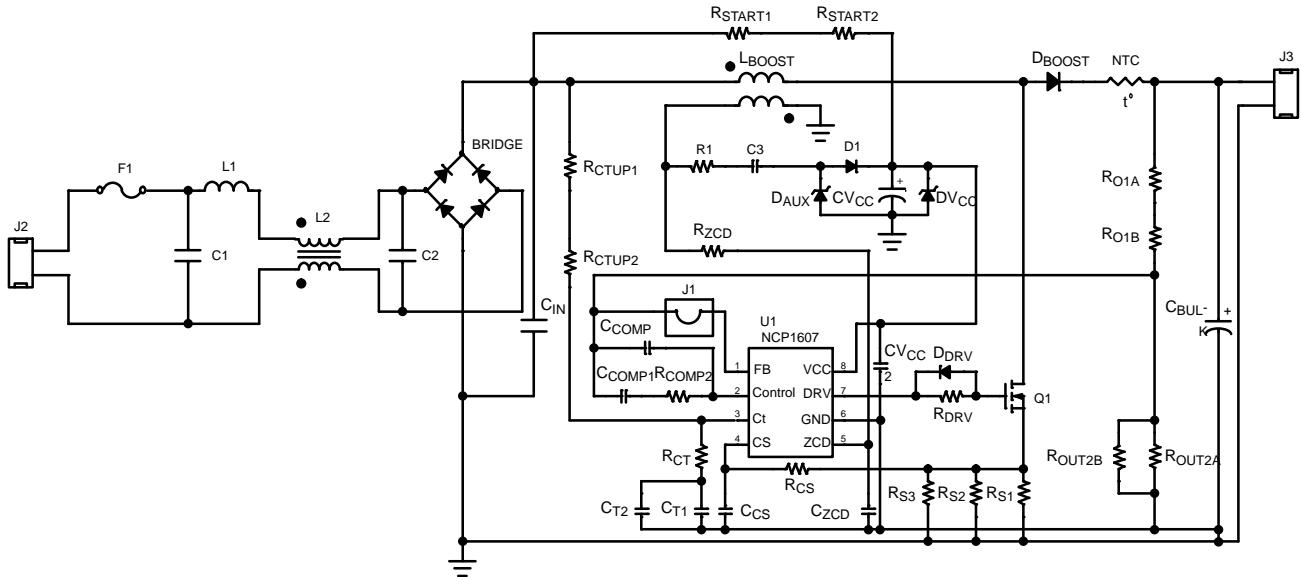 RSTART1
RSTART2
LBOOST
DBOOST
NTC
t°
J3
BRIDGE
F1
L1
R1
C3
D1
RCTUP1
DAUX
CVCC
+
DVCC
RO1A
J2
L2
RZCD
RO1B
C1
C2
RCTUP2
J1
CIN
CCOMP
U1
NCP1607
CBUL-
K
+
CCOMP1
RCOMP2
1
FB
VCC
8
CVCC
2
DDRV
2
Control
DRV
7
RDRV
Q1
3
Ct
GND
6
4
CS
ZCD
5
RCT
RCS
RS3
RS2
RS1
ROUT2B
ROUT2A
CT2
CT1
CCS
CZCD